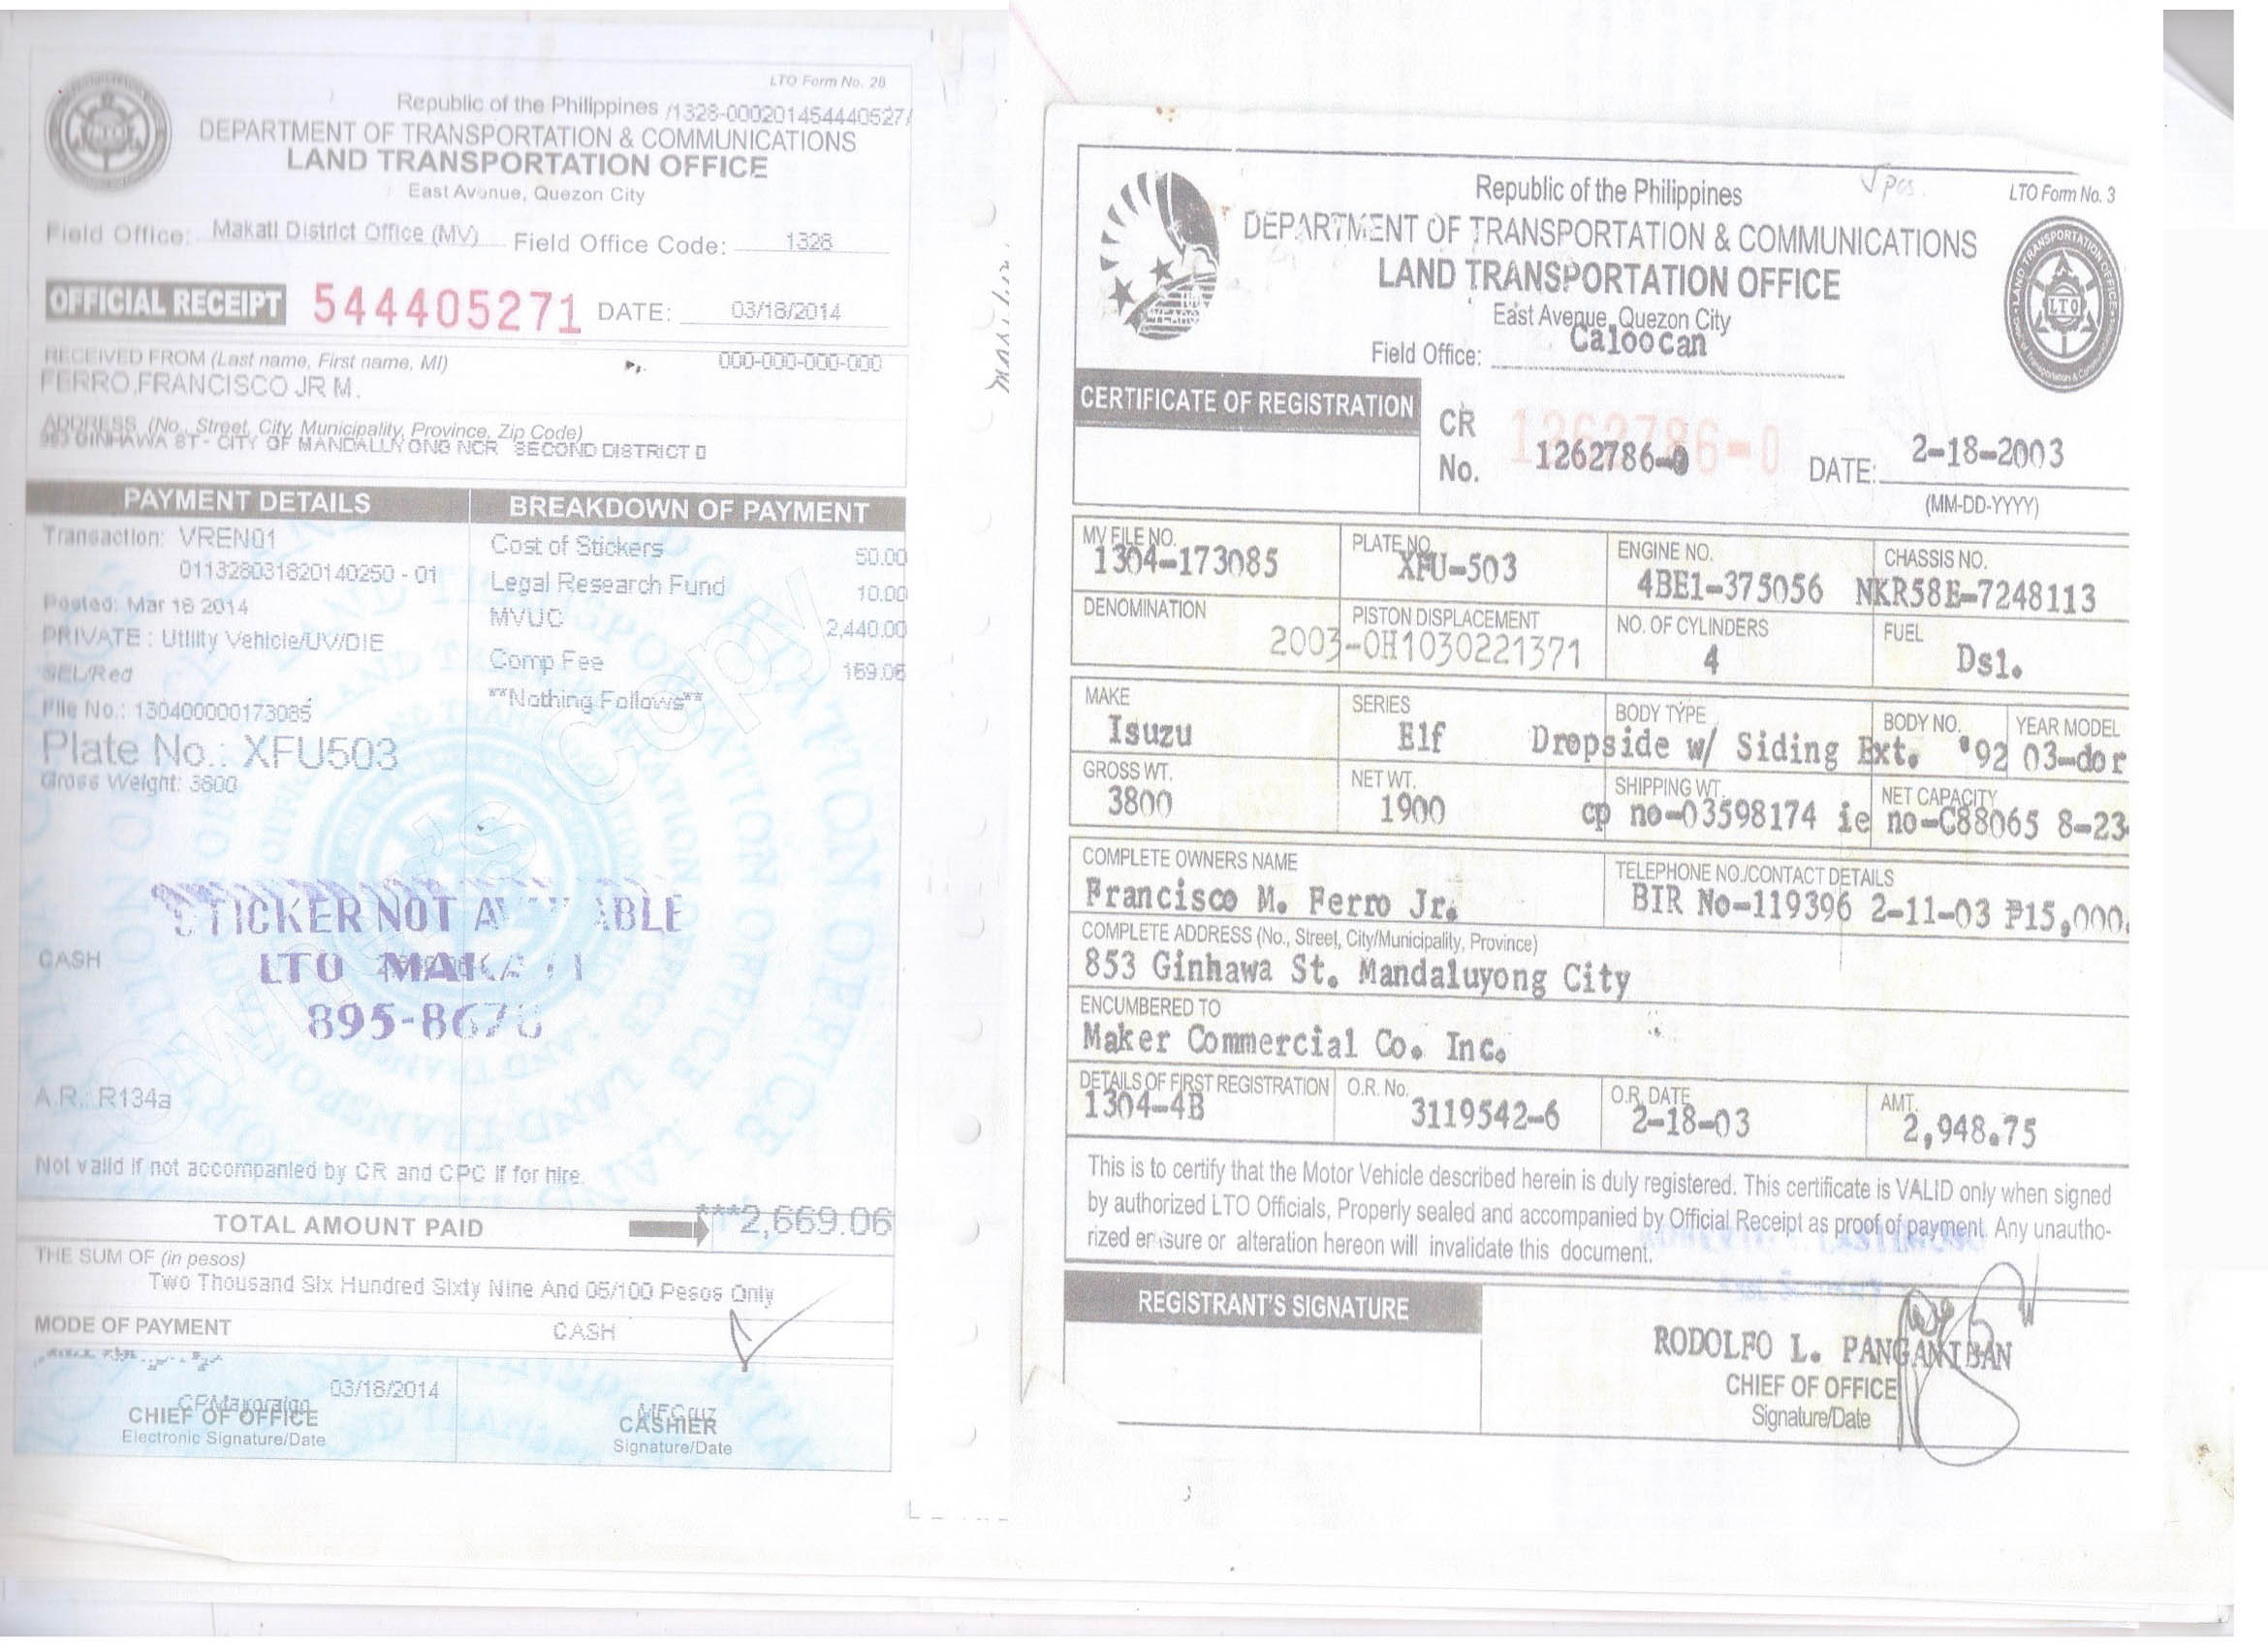 LTO Form No. 28
Republic of the Philippines /1328-000201454440527/
DEPARTMENT OF TRANSPORTATION & COMMUNICATIONS
LAND TRANSPORTATION OFFICE
East Avenue, Quezon City
Field Office: Makati District Office (MV) Field Office Code: 1328
OFFICIAL RECEIPT 544405271 DATE: 03/18/2014
RECEIVED FROM (Last name, First name, MI) 000-000-000-000
FERRO,FRANCISCO JR M.
ADDRESS (No., Street, City, Municipality, Province, Zip Code)
GINHAWA ST - CITY OF MANDALUYONG NCR SECOND DISTRICT 0
PAYMENT DETAILS BREAKDOWN OF PAYMENT
Transaction: VREN01
011328031820140250 - 01
Posted: Mar 18 2014
PRIVATE : Utility Vehicle/UV/DIE
SEL/Red
File No.: 130400000173085
Plate No.: XFU503
Gross Weight: 3800
Cost of Stickers 50.00
Legal Research Fund 10.00
MVUC 2,440.00
Comp Fee 169.06
**Nothing Follows**
Owner's Copy
STICKER NOT AVAILABLE
CASH
LTO MAKATI
895-867
A.R.: R134a
Not valid if not accompanied by CR and CPC if for hire.
TOTAL AMOUNT PAID ***2,669.06
THE SUM OF (in pesos)
Two Thousand Six Hundred Sixty Nine And 05/100 Pesos Only
MODE OF PAYMENT CASH
03/18/2014
CHIEF OF OFFICE
Electronic Signature/Date
MFCruz
CASHIER
Signature/Date
Republic of the Philippines
LTO Form No. 3
DEPARTMENT OF TRANSPORTATION & COMMUNICATIONS
LAND TRANSPORTATION OFFICE
East Avenue, Quezon City
Field Office: Caloocan
CERTIFICATE OF REGISTRATION
CR No. 1262786-0
1262786-0
DATE: 2-18-2003
(MM-DD-YYYY)
MV FILE NO. PLATE NO. ENGINE NO. CHASSIS NO.
1304-173085 XFU-503 4BE1-375056 NKR58E-7248113
DENOMINATION PISTON DISPLACEMENT NO. OF CYLINDERS FUEL
2003-OH1030221371 4 Dsl.
MAKE SERIES BODY TYPE BODY NO. YEAR MODEL
Isuzu Elf Dropside w/ Siding Ext. '92 03-dor
GROSS WT. NET WT. SHIPPING WT. NET CAPACITY
3800 1900 cp no-03598174 ie no-C88065 8-23
COMPLETE OWNERS NAME TELEPHONE NO./CONTACT DETAILS
Francisco M. Ferro Jr. BIR No-119396 2-11-03 ₱15,000.
COMPLETE ADDRESS (No., Street, City/Municipality, Province)
853 Ginhawa St. Mandaluyong City
ENCUMBERED TO
Maker Commercial Co. Inc.
DETAILS OF FIRST REGISTRATION O.R. No. O.R. DATE AMT.
1304-4B 3119542-6 2-18-03 2,948.75
This is to certify that the Motor Vehicle described herein is duly registered. This certificate is VALID only when signed
by authorized LTO Officials, Properly sealed and accompanied by Official Receipt as proof of payment. Any unautho-
rized erasure or alteration hereon will invalidate this document.
REGISTRANT'S SIGNATURE
RODOLFO L. PANGANIBAN
CHIEF OF OFFICE
Signature/Date